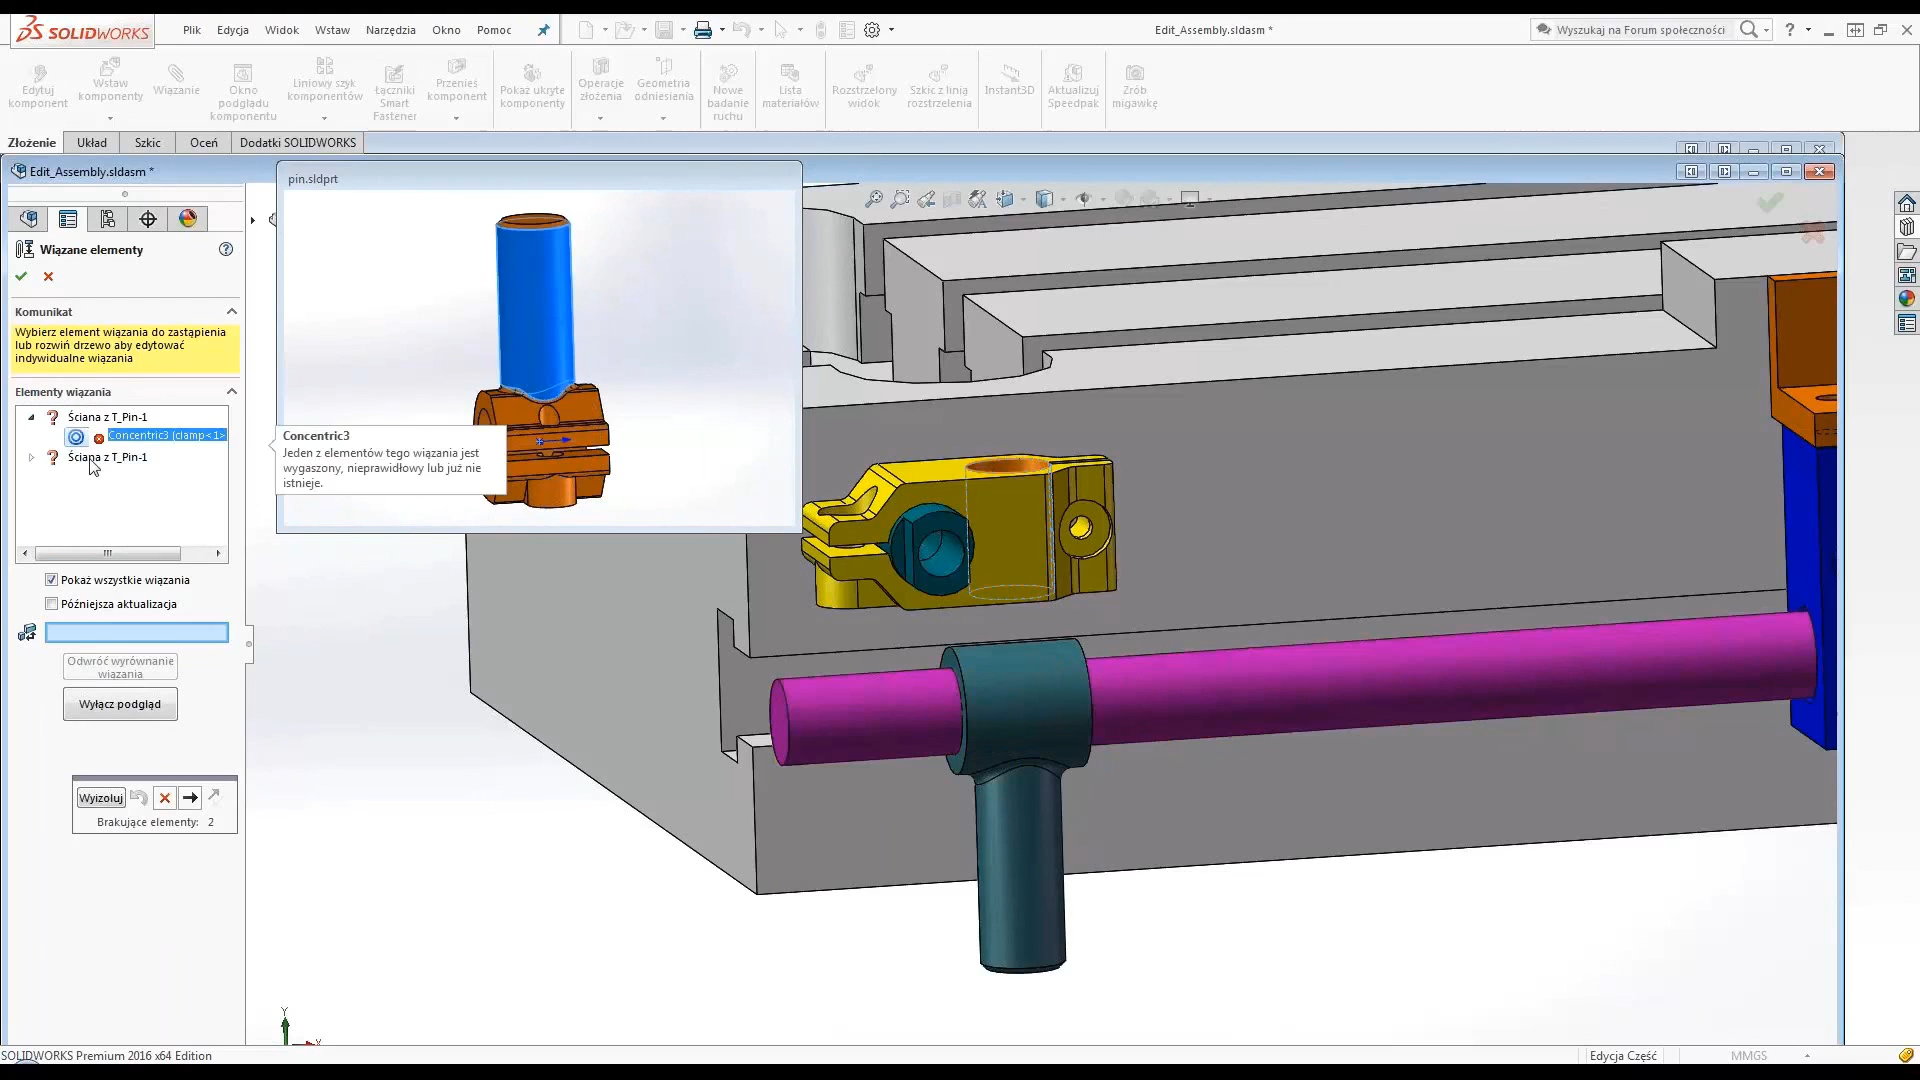 SOLIDWORKS
Plik
Edycja
Widok
Wstaw
Narzędzia
Okno
Pomoc
Edit_Assembly.sldasm *
Wyszukaj na Forum społeczności
?
Edytuj
komponent
Wstaw
komponenty
Wiązanie
Okno
podglądu
komponentu
Liniowy szyk
komponentów
Łączniki
Smart
Fastener
Przenieś
komponent
Pokaż ukryte
komponenty
Operacje
złożenia
Geometria
odniesienia
Nowe
badanie
ruchu
Lista
materiałów
Rozstrzelony
widok
Szkic z linią
rozstrzelenia
Instant3D
Aktualizuj
Speedpak
Zrób
migawkę
Złożenie
Układ
Szkic
Oceń
Dodatki SOLIDWORKS
Edit_Assembly.sldasm *
pin.sldprt
Wiązane elementy
?
Komunikat
Wybierz element wiązania do zastąpienia
lub rozwiń drzewo aby edytować
indywidualne wiązania
Elementy wiązania
Ściana z T_Pin-1
Concentric3 (clamp<1>
Ściana z T_Pin-1
Concentric3
Jeden z elementów tego wiązania jest
wygaszony, nieprawidłowy lub już nie
istnieje.
Pokaż wszystkie wiązania
Późniejsza aktualizacja
Odwróć wyrównanie
wiązania
Wyłącz podgląd
Wyizoluj
Brakujące elementy: 2
Y
SOLIDWORKS Premium 2016 x64 Edition
Edycja Część
MMGS